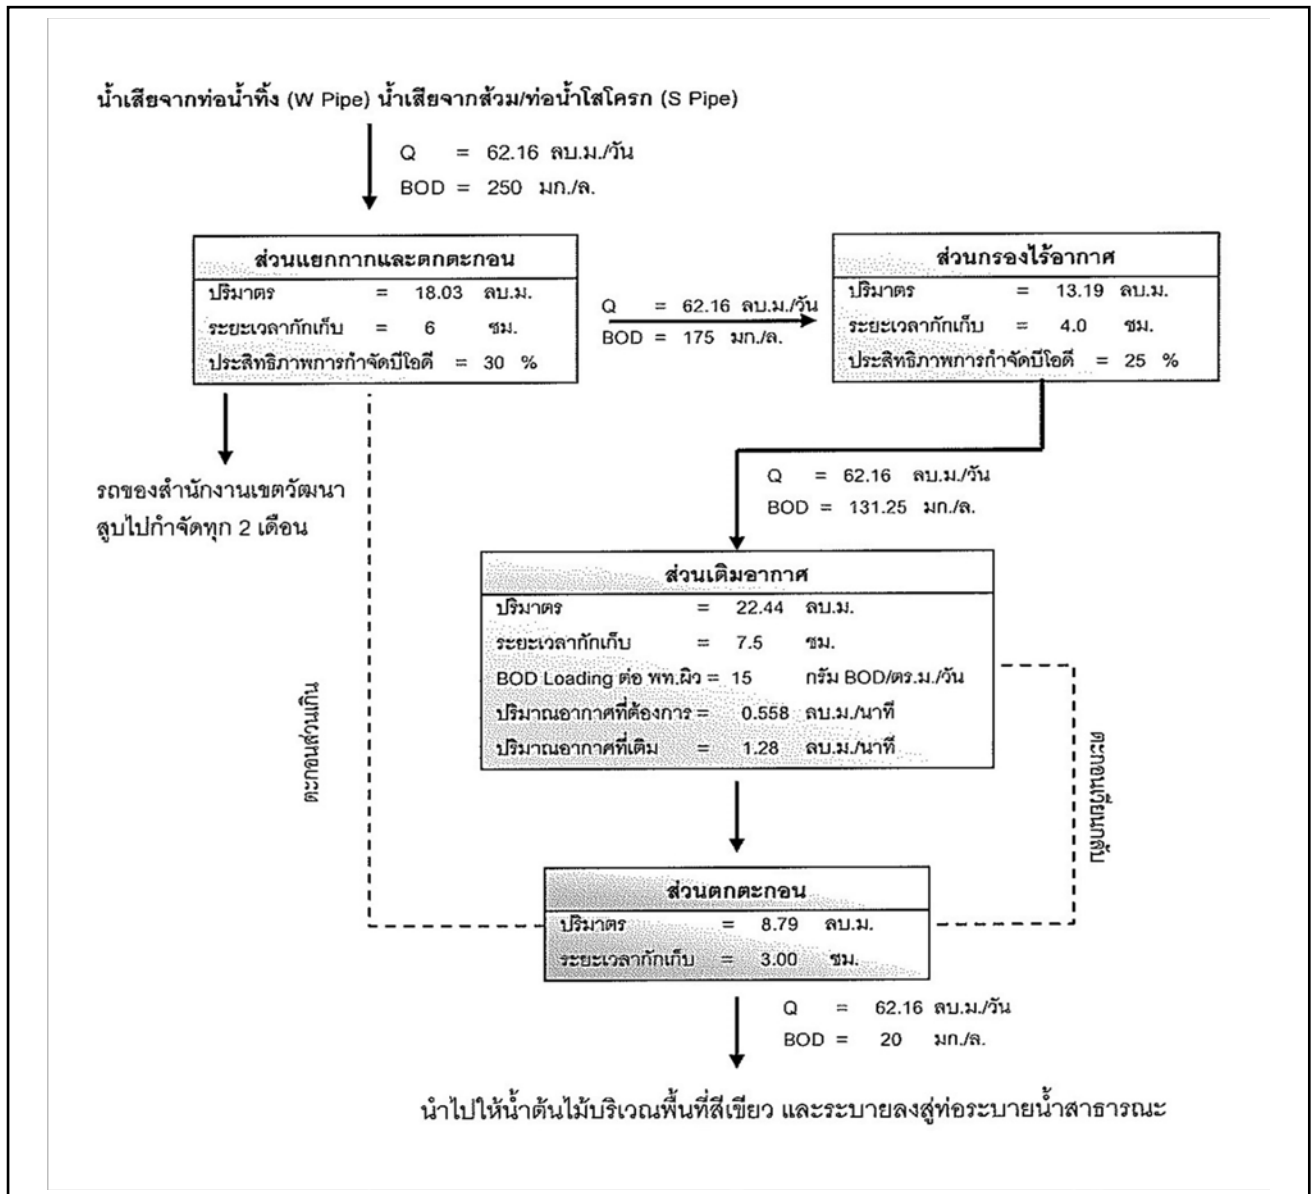 น้ำเสียจากท่อน้ำทิ้ง (W Pipe) น้ำเสียจากส้วม/ท่อน้ำโสโครก (S Pipe)
Q = 62.16 ลบ.ม./วัน
BOD = 250 มก./ล.
ส่วนแยกกากและตกตะกอน
ปริมาตร = 18.03 ลบ.ม.
ระยะเวลากักเก็บ = 6 ชม.
ประสิทธิภาพการกำจัดบีโอดี = 30 %
Q = 62.16 ลบ.ม./วัน
BOD = 175 มก./ล.
ส่วนกรองไร้อากาศ
ปริมาตร = 13.19 ลบ.ม.
ระยะเวลากักเก็บ = 4.0 ชม.
ประสิทธิภาพการกำจัดบีโอดี = 25 %
รถของสำนักงานเขตวัฒนา
สูบไปกำจัดทุก 2 เดือน
Q = 62.16 ลบ.ม./วัน
BOD = 131.25 มก./ล.
ส่วนเติมอากาศ
ปริมาตร = 22.44 ลบ.ม.
ระยะเวลากักเก็บ = 7.5 ชม.
BOD Loading ต่อ พท.ผิว = 15 กรัม BOD/ตร.ม./วัน
ปริมาณอากาศที่ต้องการ = 0.558 ลบ.ม./นาที
ปริมาณอากาศที่เติม = 1.28 ลบ.ม./นาที
ตะกอนส่วนเกิน
ตะกอนเวียนกลับ
ส่วนตกตะกอน
ปริมาตร = 8.79 ลบ.ม.
ระยะเวลากักเก็บ = 3.00 ชม.
Q = 62.16 ลบ.ม./วัน
BOD = 20 มก./ล.
นำไปให้น้ำต้นไม้บริเวณพื้นที่สีเขียว และระบายลงสู่ท่อระบายน้ำสาธารณะ